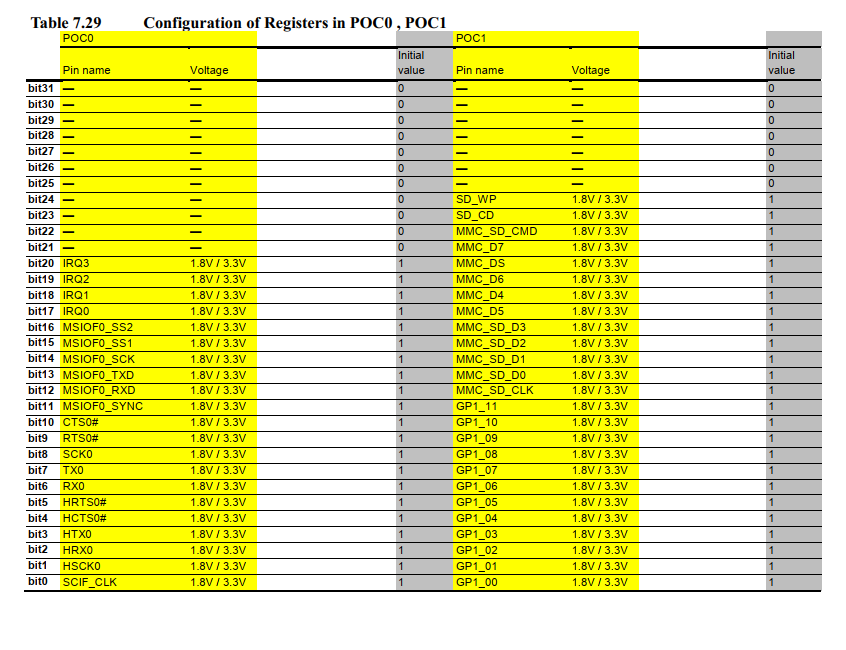 Table 7.29 Configuration of Registers in POC0 , POC1
POC0 POC1
Initial Initial
Pin name Voltage value Pin name Voltage value
bit31 — — 0 — — 0
bit30 — — 0 — — 0
bit29 — — 0 — — 0
bit28 — — 0 — — 0
bit27 — — 0 — — 0
bit26 — — 0 — — 0
bit25 — — 0 — — 0
bit24 — — 0 SD_WP 1.8V / 3.3V 1
bit23 — — 0 SD_CD 1.8V / 3.3V 1
bit22 — — 0 MMC_SD_CMD 1.8V / 3.3V 1
bit21 — — 0 MMC_D7 1.8V / 3.3V 1
bit20 IRQ3 1.8V / 3.3V 1 MMC_DS 1.8V / 3.3V 1
bit19 IRQ2 1.8V / 3.3V 1 MMC_D6 1.8V / 3.3V 1
bit18 IRQ1 1.8V / 3.3V 1 MMC_D4 1.8V / 3.3V 1
bit17 IRQ0 1.8V / 3.3V 1 MMC_D5 1.8V / 3.3V 1
bit16 MSIOF0_SS2 1.8V / 3.3V 1 MMC_SD_D3 1.8V / 3.3V 1
bit15 MSIOF0_SS1 1.8V / 3.3V 1 MMC_SD_D2 1.8V / 3.3V 1
bit14 MSIOF0_SCK 1.8V / 3.3V 1 MMC_SD_D1 1.8V / 3.3V 1
bit13 MSIOF0_TXD 1.8V / 3.3V 1 MMC_SD_D0 1.8V / 3.3V 1
bit12 MSIOF0_RXD 1.8V / 3.3V 1 MMC_SD_CLK 1.8V / 3.3V 1
bit11 MSIOF0_SYNC 1.8V / 3.3V 1 GP1_11 1.8V / 3.3V 1
bit10 CTS0# 1.8V / 3.3V 1 GP1_10 1.8V / 3.3V 1
bit9 RTS0# 1.8V / 3.3V 1 GP1_09 1.8V / 3.3V 1
bit8 SCK0 1.8V / 3.3V 1 GP1_08 1.8V / 3.3V 1
bit7 TX0 1.8V / 3.3V 1 GP1_07 1.8V / 3.3V 1
bit6 RX0 1.8V / 3.3V 1 GP1_06 1.8V / 3.3V 1
bit5 HRTS0# 1.8V / 3.3V 1 GP1_05 1.8V / 3.3V 1
bit4 HCTS0# 1.8V / 3.3V 1 GP1_04 1.8V / 3.3V 1
bit3 HTX0 1.8V / 3.3V 1 GP1_03 1.8V / 3.3V 1
bit2 HRX0 1.8V / 3.3V 1 GP1_02 1.8V / 3.3V 1
bit1 HSCK0 1.8V / 3.3V 1 GP1_01 1.8V / 3.3V 1
bit0 SCIF_CLK 1.8V / 3.3V 1 GP1_00 1.8V / 3.3V 1